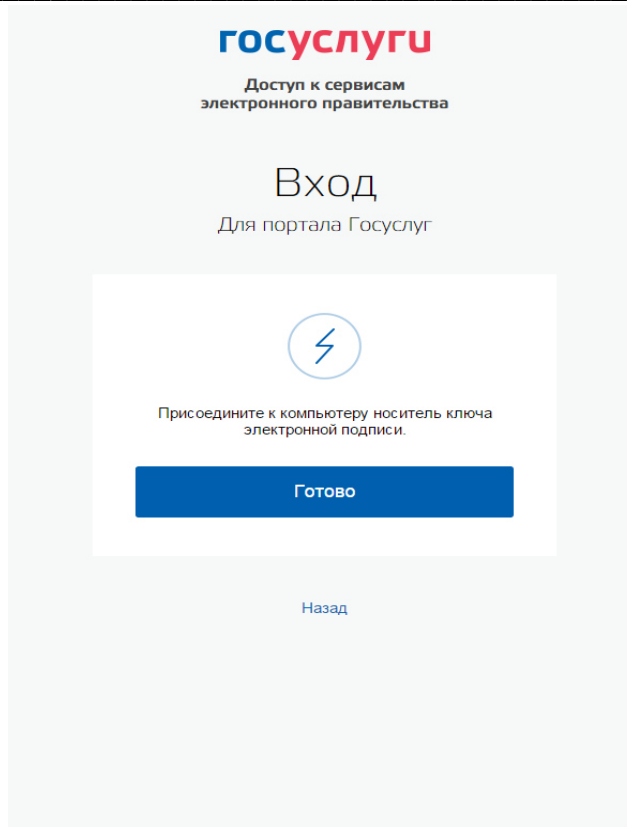 госуслуги
Доступ к сервисам
электронного правительства
Вход
Для портала Госуслуг
Присоедините к компьютеру носитель ключа
электронной подписи.
Готово
Назад